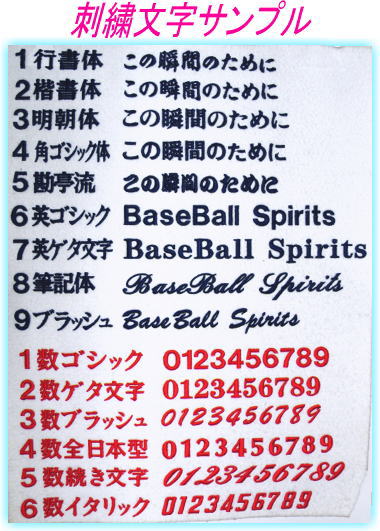 刺繍文字サンプル
1行書体 この瞬間のために
2楷書体 この瞬間のために
3明朝体 この瞬間のために
4角ゴシック体 この瞬間のために
5勘亭流 この瞬間のために
6英ゴシック BaseBall Spirits
7英ゲタ文字 BaseBall Spirits
8筆記体 BaseBall Spirits
9ブラッシュ BaseBall Spirits
1数ゴシック 0123456789
2数ゲタ文字 0123456789
3数ブラッシュ 0123456789
4数全日本型 0123456789
5数続き文字 0123456789
6数イタリック 0123456789